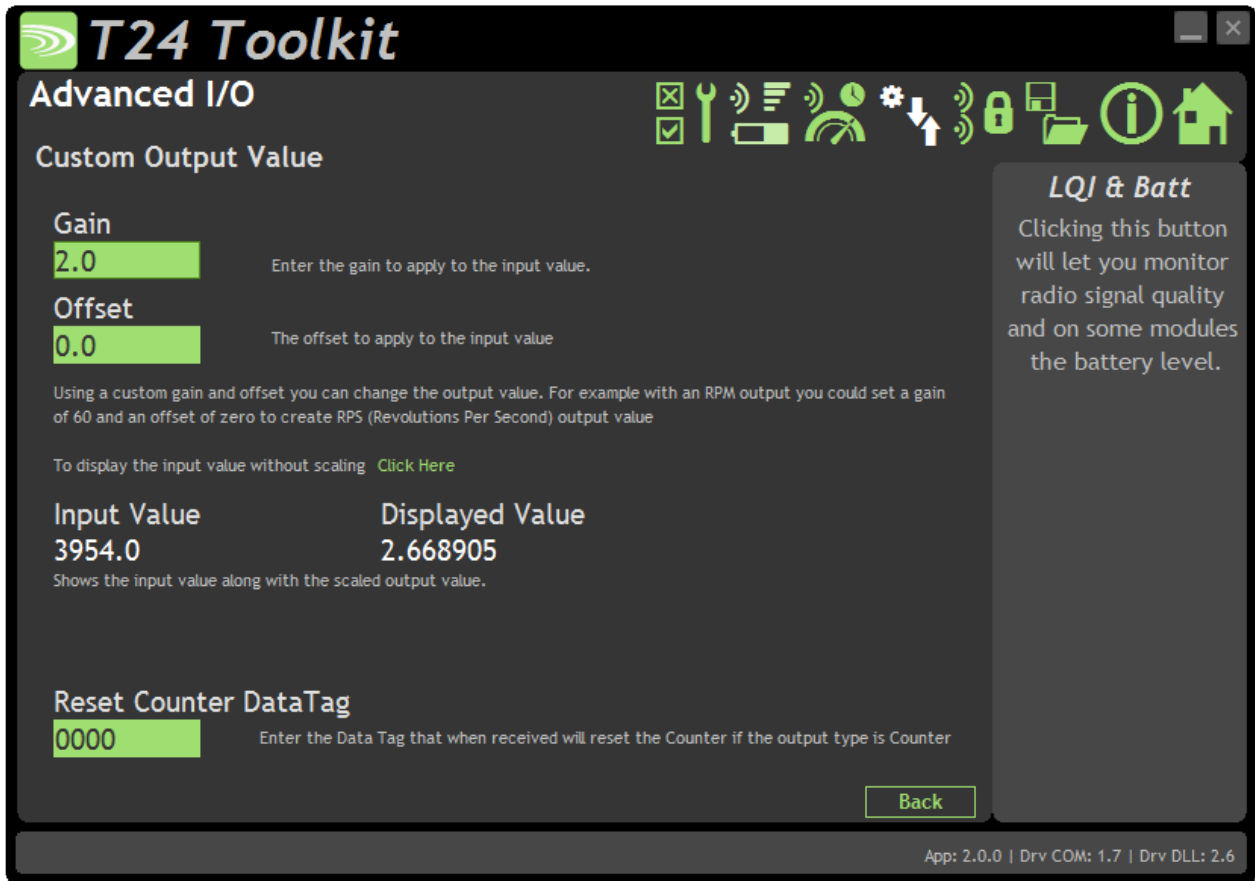 T24 Toolkit
Advanced I/O
Custom Output Value
Gain
2.0
Enter the gain to apply to the input value.
Offset
0.0
The offset to apply to the input value
Using a custom gain and offset you can change the output value. For example with an RPM output you could set a gain
of 60 and an offset of zero to create RPS (Revolutions Per Second) output value
To display the input value without scaling Click Here
Input Value
Displayed Value
3954.0
2.668905
Shows the input value along with the scaled output value.
Reset Counter DataTag
0000
Enter the Data Tag that when received will reset the Counter if the output type is Counter
Back
LQI & Batt
Clicking this button
will let you monitor
radio signal quality
and on some modules
the battery level.
App: 2.0.0 | Drv COM: 1.7 | Drv DLL: 2.6